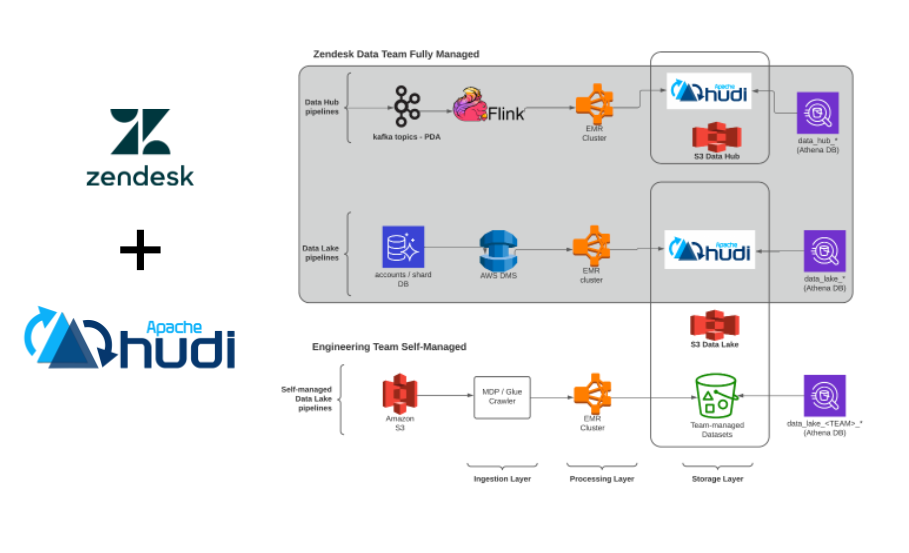 zendesk
+
Apache
hudi
Zendesk Data Team Fully Managed
Data Hub
pipelines
kafka topics - PDA
Flink
EMR
Cluster
Apache
hudi
S3 Data Hub
data_hub_*
(Athena DB)
Data Lake
pipelines
accounts / shard
DB
AWS DMS
EMR
cluster
Apache
hudi
data_lake_*
(Athena DB)
S3 Data Lake
Engineering Team Self-Managed
Self-managed
Data Lake
pipelines
Amazon
S3
MDP / Glue
Crawler
EMR
Cluster
Team-managed
Datasets
data_lake_<TEAM>_*
(Athena DB)
Ingestion Layer
Processing Layer
Storage Layer